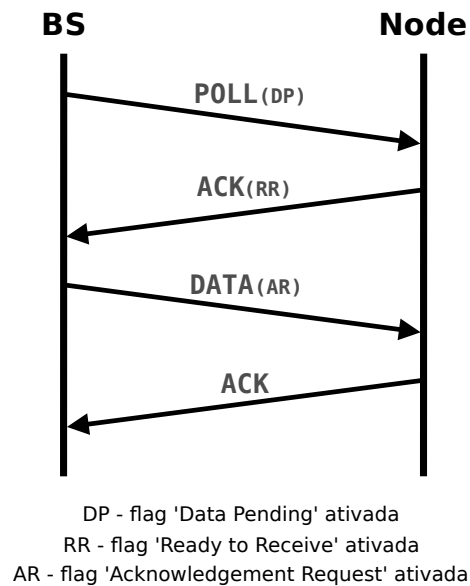 BS Node
POLL(DP)
ACK(RR)
DATA(AR)
ACK
DP - flag 'Data Pending' ativada
RR - flag 'Ready to Receive' ativada
AR - flag 'Acknowledgement Request' ativada